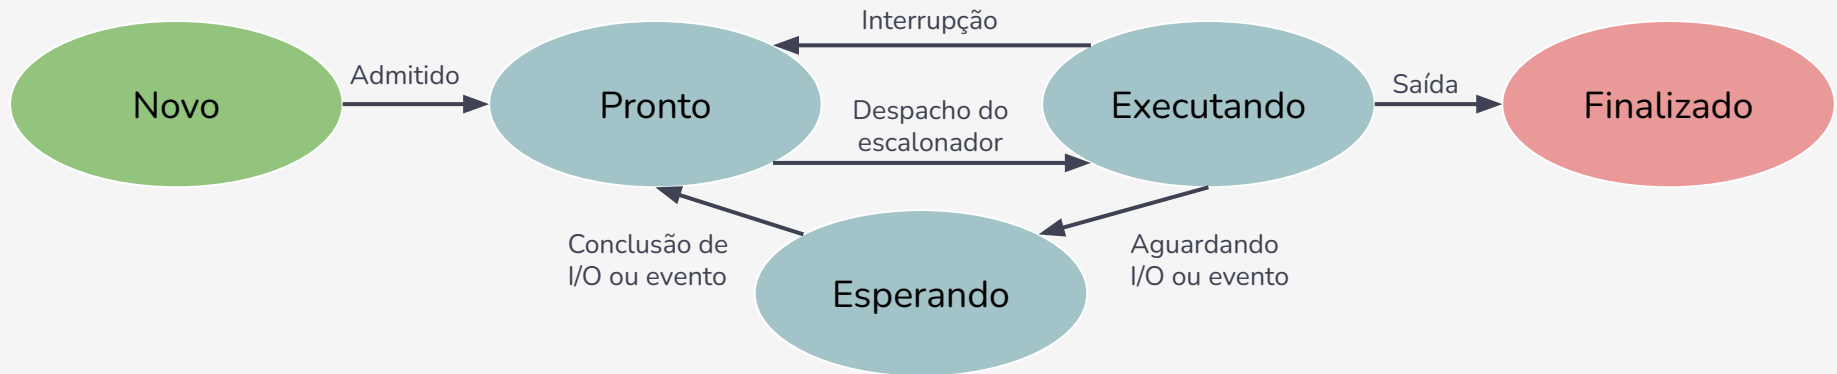 Interrupção
Admitido
Saída
Novo
Pronto
Despacho do
escalonador
Executando
Finalizado
Conclusão de
I/O ou evento
Aguardando
I/O ou evento
Esperando